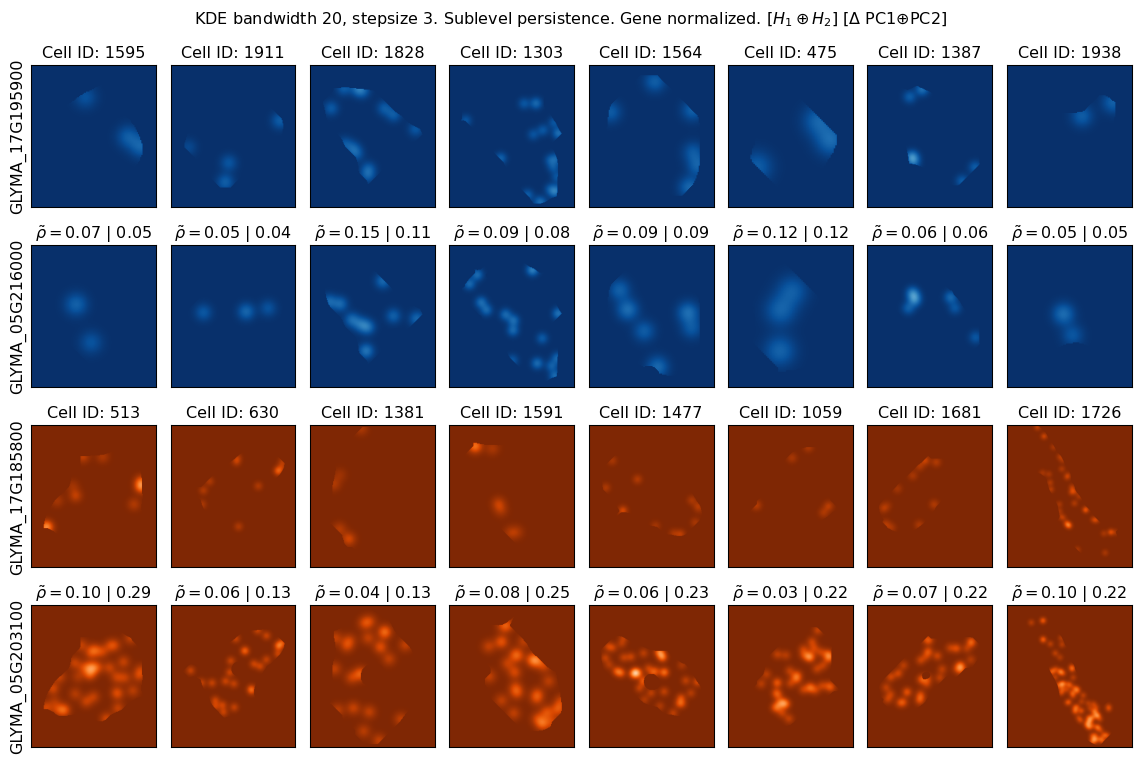 KDE bandwidth 20, stepsize 3. Sublevel persistence. Gene normalized. [H₁ ⊕ H₂] [Δ PC1⊕PC2]
Cell ID: 1595 Cell ID: 1911 Cell ID: 1828 Cell ID: 1303 Cell ID: 1564 Cell ID: 475 Cell ID: 1387 Cell ID: 1938
GLYMA_17G195900
ρ̃ = 0.07 | 0.05 ρ̃ = 0.05 | 0.04 ρ̃ = 0.15 | 0.11 ρ̃ = 0.09 | 0.08 ρ̃ = 0.09 | 0.09 ρ̃ = 0.12 | 0.12 ρ̃ = 0.06 | 0.06 ρ̃ = 0.05 | 0.05
GLYMA_05G216000
Cell ID: 513 Cell ID: 630 Cell ID: 1381 Cell ID: 1591 Cell ID: 1477 Cell ID: 1059 Cell ID: 1681 Cell ID: 1726
GLYMA_17G185800
ρ̃ = 0.10 | 0.29 ρ̃ = 0.06 | 0.13 ρ̃ = 0.04 | 0.13 ρ̃ = 0.08 | 0.25 ρ̃ = 0.06 | 0.23 ρ̃ = 0.03 | 0.22 ρ̃ = 0.07 | 0.22 ρ̃ = 0.10 | 0.22
GLYMA_05G203100